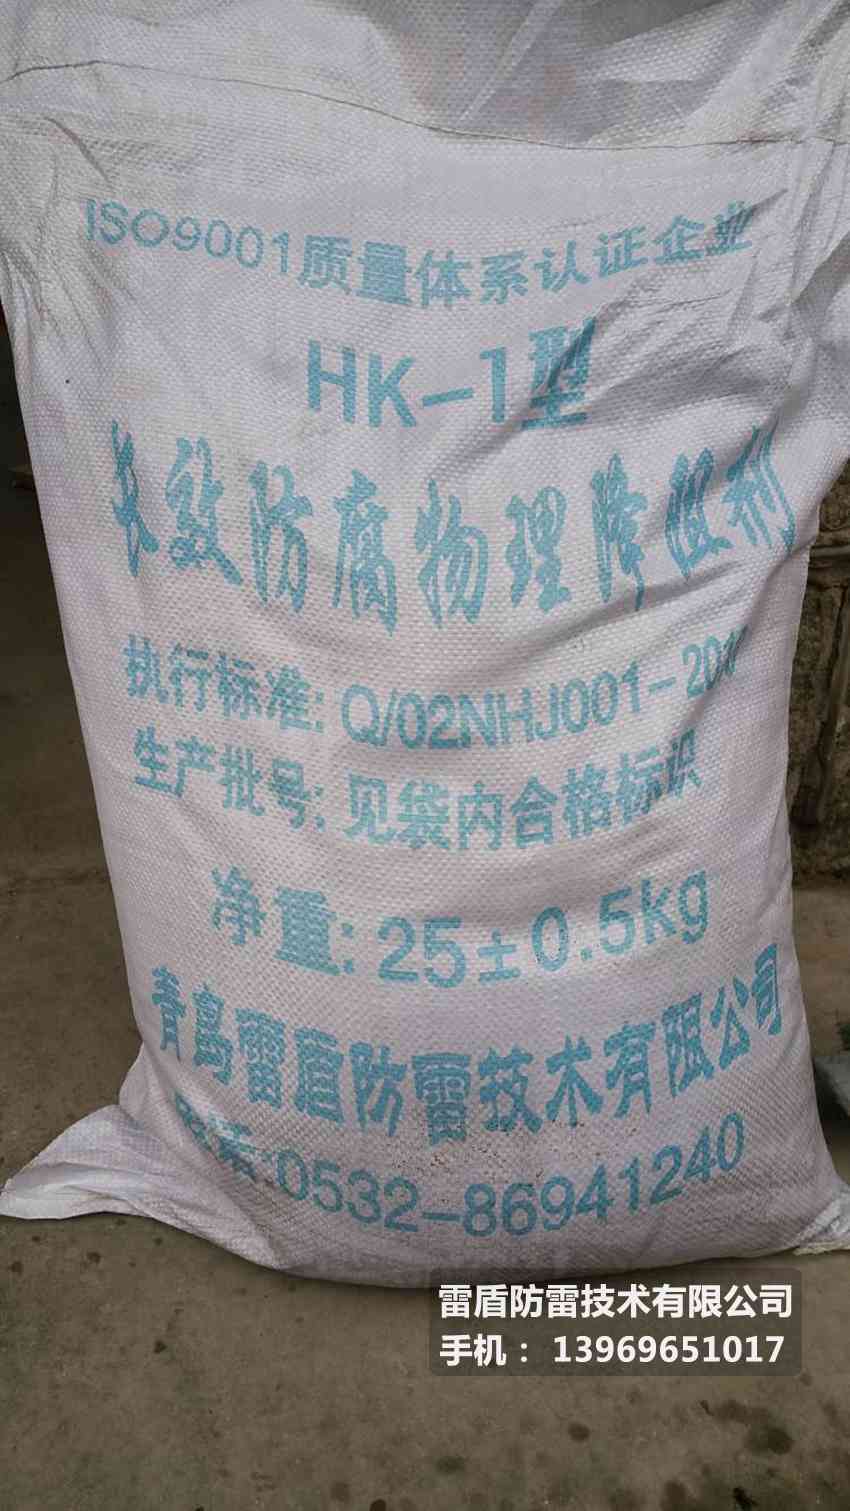 ISO9001质量体系认证企业
HK-1型
长效防腐物理降阻剂
执行标准: Q/02NHJ001-20
生产批号: 见袋内合格标识
净重: 25±0.5kg
青岛雷盾防雷技术有限公司
电话:0532-86941240
雷盾防雷技术有限公司
手机： 13969651017